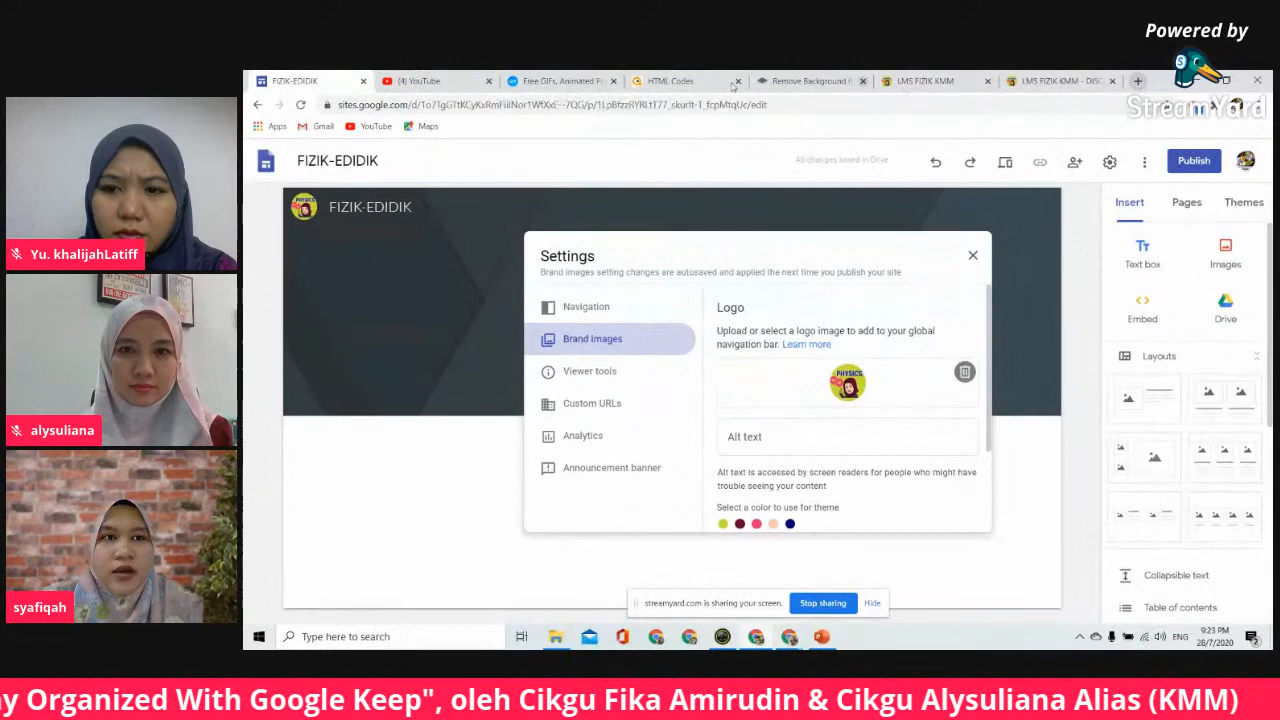 Powered by
StreamYard
FIZIK-EDIDIK
(4) YouTube
Free GIFs, Animated Pi
HTML Codes
Remove Background f
LMS FIZIK KMM
LMS FIZIK KMM - DISC
Apps
Gmail
YouTube
Maps
FIZIK-EDIDIK
All changes saved in Drive
Publish
FIZIK-EDIDIK
Insert
Pages
Themes
Text box
Images
Embed
Drive
Layouts
Collapsible text
Table of contents
Settings
Brand images setting changes are autosaved and applied the next time you publish your site
Navigation
Brand images
Viewer tools
Custom URLs
Analytics
Announcement banner
Logo
Upload or select a logo image to add to your global
navigation bar. Learn more
PHYSICS
Alt text
Alt text is accessed by screen readers for people who might have
trouble seeing your content
Select a color to use for theme
streamyard.com is sharing your screen.
Stop sharing
Hide
Type here to search
ENG
9:23 PM
28/7/2020
Yu. khalijahLatiff
alysuliana
syafiqah
y Organized With Google Keep", oleh Cikgu Fika Amirudin & Cikgu Alysuliana Alias (KMM)